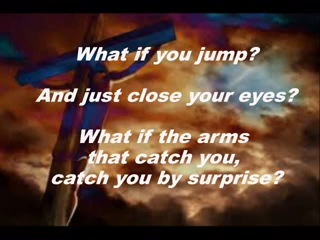 What if you jump?
And just close your eyes?
What if the arms
that catch you,
catch you by surprise?